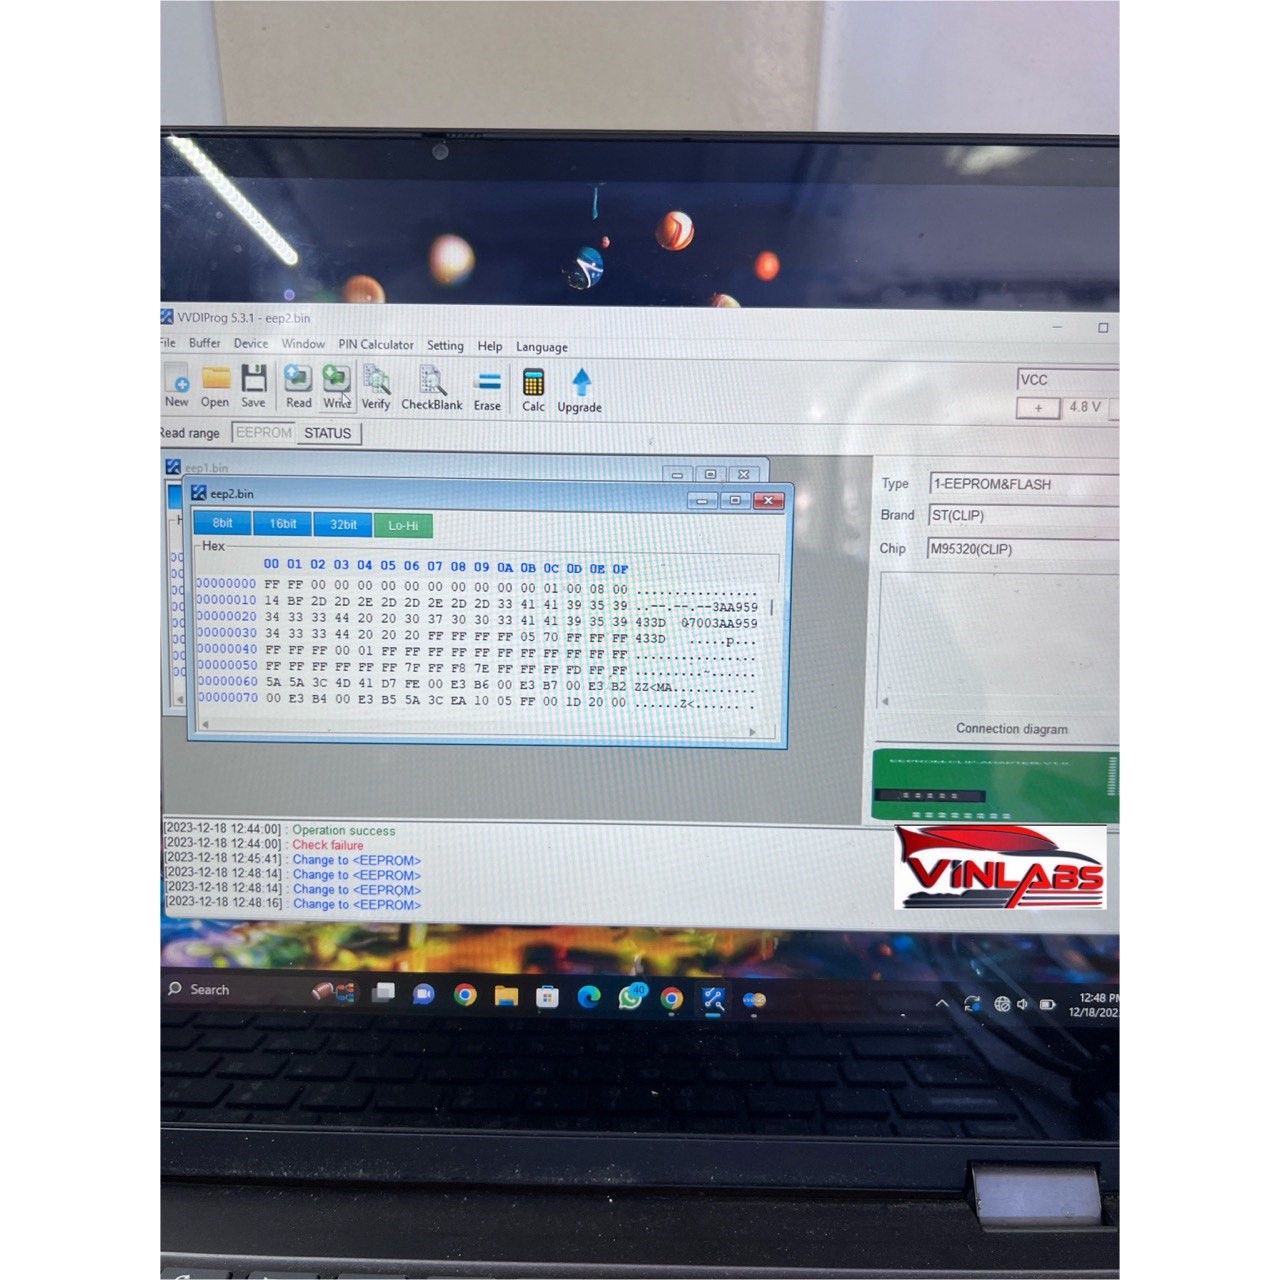 VVDIProg 5.3.1 - eep2.bin
File Buffer Device Window PIN Calculator Setting Help Language
New Open Save Read Write Verify CheckBlank Erase Calc Upgrade
VCC
+ 4.8 V
Read range EEPROM STATUS
eep1.bin
eep2.bin
8bit 16bit 32bit Lo-Hi
Hex
00 01 02 03 04 05 06 07 08 09 0A 0B 0C 0D 0E 0F
00000000 FF FF 00 00 00 00 00 00 00 00 00 00 01 00 08 00 ................
00000010 14 BF 2D 2D 2E 2D 2D 2E 2D 2D 33 41 41 39 35 39 ..--.--.--3AA959
00000020 34 33 33 44 20 20 30 37 30 30 33 41 41 39 35 39 433D  07003AA959
00000030 34 33 33 44 20 20 20 FF FF FF FF 05 70 FF FF FF 433D   .....p...
00000040 FF FF FF 00 01 FF FF FF FF FF FF FF FF FF FF FF ................
00000050 FF FF FF FF FF FF 7F FF F8 7E FF FF FF FD FF FF .........~......
00000060 5A 5A 3C 4D 41 D7 FE 00 E3 B6 00 E3 B7 00 E3 B2 ZZ<MA...........
00000070 00 E3 B4 00 E3 B5 5A 3C EA 10 05 FF 00 1D 20 00 ......Z<...... .
Type 1-EEPROM&FLASH
Brand ST(CLIP)
Chip M95320(CLIP)
Connection diagram
[2023-12-18 12:44:00] : Operation success
[2023-12-18 12:44:00] : Check failure
[2023-12-18 12:45:41] : Change to <EEPROM>
[2023-12-18 12:48:14] : Change to <EEPROM>
[2023-12-18 12:48:14] : Change to <EEPROM>
[2023-12-18 12:48:16] : Change to <EEPROM>
VINLABS
Search
40
12:48 PM
12/18/202